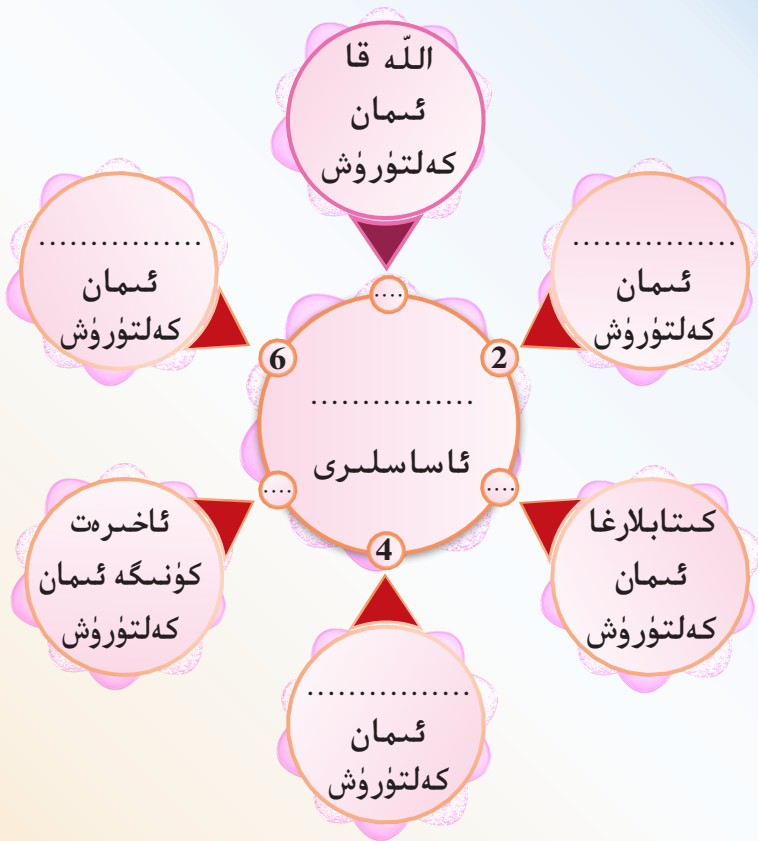 اللّه قا
ئىمان
كەلتۈرۈش
................
ئىمان
كەلتۈرۈش
................
ئىمان
كەلتۈرۈش
....
6
2
................
ئاساسلىرى
....
....
4
كىتابلارغا
ئىمان
كەلتۈرۈش
ئاخىرەت
كۈنىگە ئىمان
كەلتۈرۈش
................
ئىمان
كەلتۈرۈش